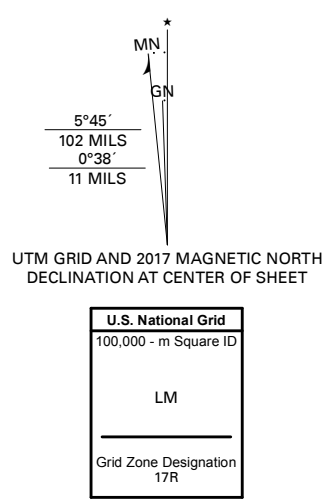 ★
MN
GN
5°45´
102 MILS
0°38´
11 MILS
UTM GRID AND 2017 MAGNETIC NORTH
DECLINATION AT CENTER OF SHEET
U.S. National Grid
100,000 - m Square ID
LM
Grid Zone Designation
17R